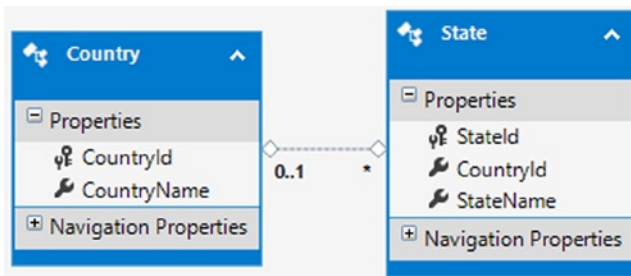 Country
Properties
CountryId
CountryName
Navigation Properties
0..1
*
State
Properties
StateId
CountryId
StateName
Navigation Properties